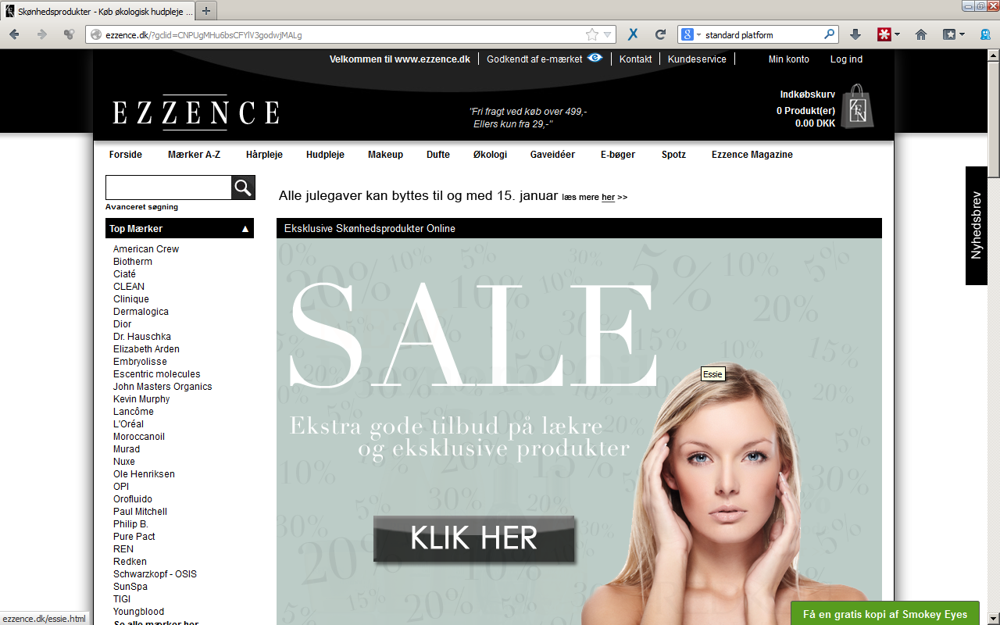 Skønhedsprodukter - Køb økologisk hudpleje ...
ezzence.dk/?gclid=CNPUgMHu6bsCFYlV3godwjMALg
standard platform
Velkommen til www.ezzence.dk
Godkendt af e-mærket
Kontakt
Kundeservice
Min konto
Log ind
EZZENCE
"Fri fragt ved køb over 499,-
Ellers kun fra 29,-"
Indkøbskurv
0 Produkt(er)
0.00 DKK
Forside
Mærker A-Z
Hårpleje
Hudpleje
Makeup
Dufte
Økologi
Gaveidéer
E-bøger
Spotz
Ezzence Magazine
Avanceret søgning
Alle julegaver kan byttes til og med 15. januar læs mere her >>
Nyhedsbrev
Top Mærker
American Crew
Biotherm
Ciaté
CLEAN
Clinique
Dermalogica
Dior
Dr. Hauschka
Elizabeth Arden
Embryolisse
Escentric molecules
John Masters Organics
Kevin Murphy
Lancôme
L'Oréal
Moroccanoil
Murad
Nuxe
Ole Henriksen
OPI
Orofluido
Paul Mitchell
Philip B.
Pure Pact
REN
Redken
Schwarzkopf - OSIS
SunSpa
TIGI
Youngblood
Se alle mærker her
Eksklusive Skønhedsprodukter Online
SALE
Essie
Ekstra gode tilbud på lækre
og eksklusive produkter
KLIK HER
Få en gratis kopi af Smokey Eyes
ezzence.dk/essie.html